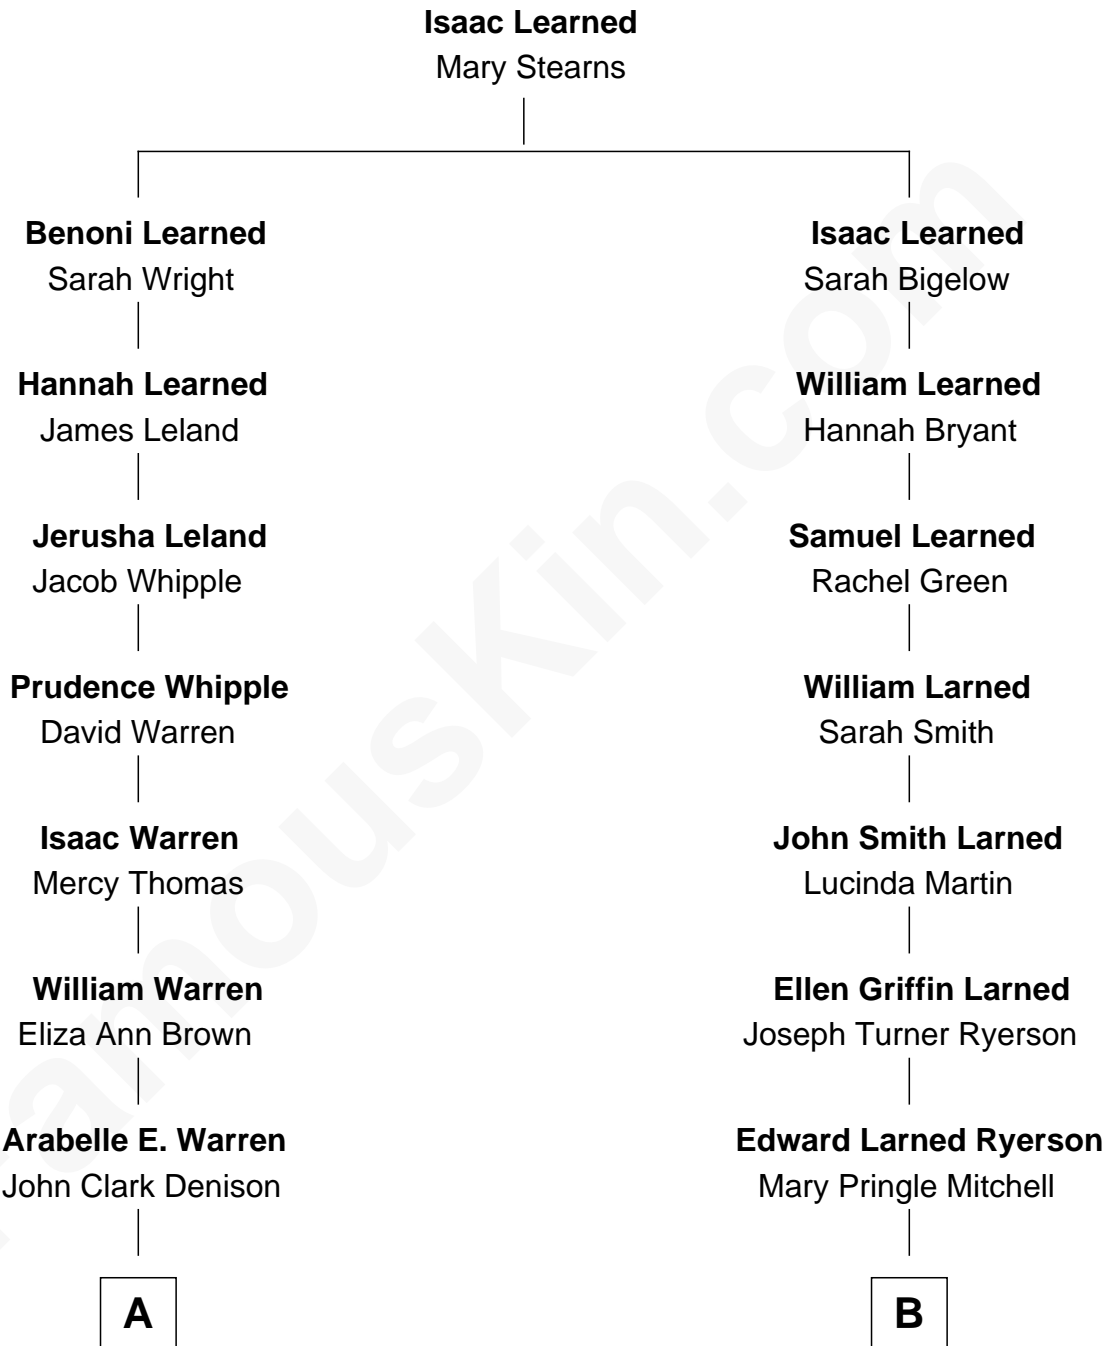 Isaac Learned
Mary Stearns
Benoni Learned
Sarah Wright
Isaac Learned
Sarah Bigelow
Hannah Learned
James Leland
William Learned
Hannah Bryant
Jerusha Leland
Jacob Whipple
Samuel Learned
Rachel Green
Prudence Whipple
David Warren
William Larned
Sarah Smith
Isaac Warren
Mercy Thomas
John Smith Larned
Lucinda Martin
William Warren
Eliza Ann Brown
Ellen Griffin Larned
Joseph Turner Ryerson
Arabelle E. Warren
John Clark Denison
Edward Larned Ryerson
Mary Pringle Mitchell
A
B
FamousKin.com